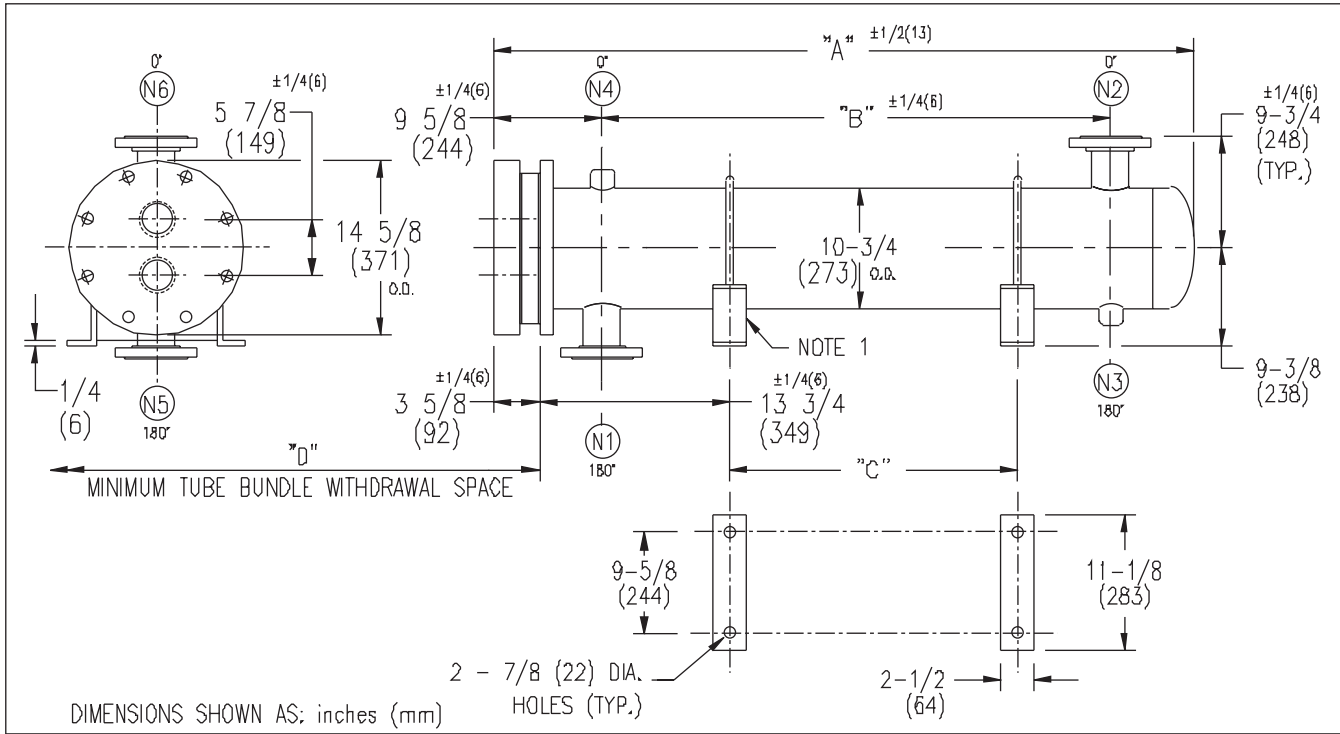 0°
N6
±1/4(6)
5 7/8
(149)
14 5/8
(371)
O.D.
1/4
(6)
N5
180°
"D"
MINIMUM TUBE BUNDLE WITHDRAWAL SPACE
"A" ±1/2(13)
±1/4(6)
9 5/8
(244)
0°
N4
"B" ±1/4(6)
0°
N2
±1/4(6)
9-3/4
(248)
(TYP.)
10-3/4
(273) O.D.
NOTE 1
±1/4(6)
3 5/8
(92)
N1
180°
±1/4(6)
13 3/4
(349)
N3
180°
9-3/8
(238)
"C"
9-5/8
(244)
11-1/8
(283)
2 - 7/8 (22) DIA.
HOLES (TYP.)
2-1/2
(64)
DIMENSIONS SHOWN AS: inches (mm)